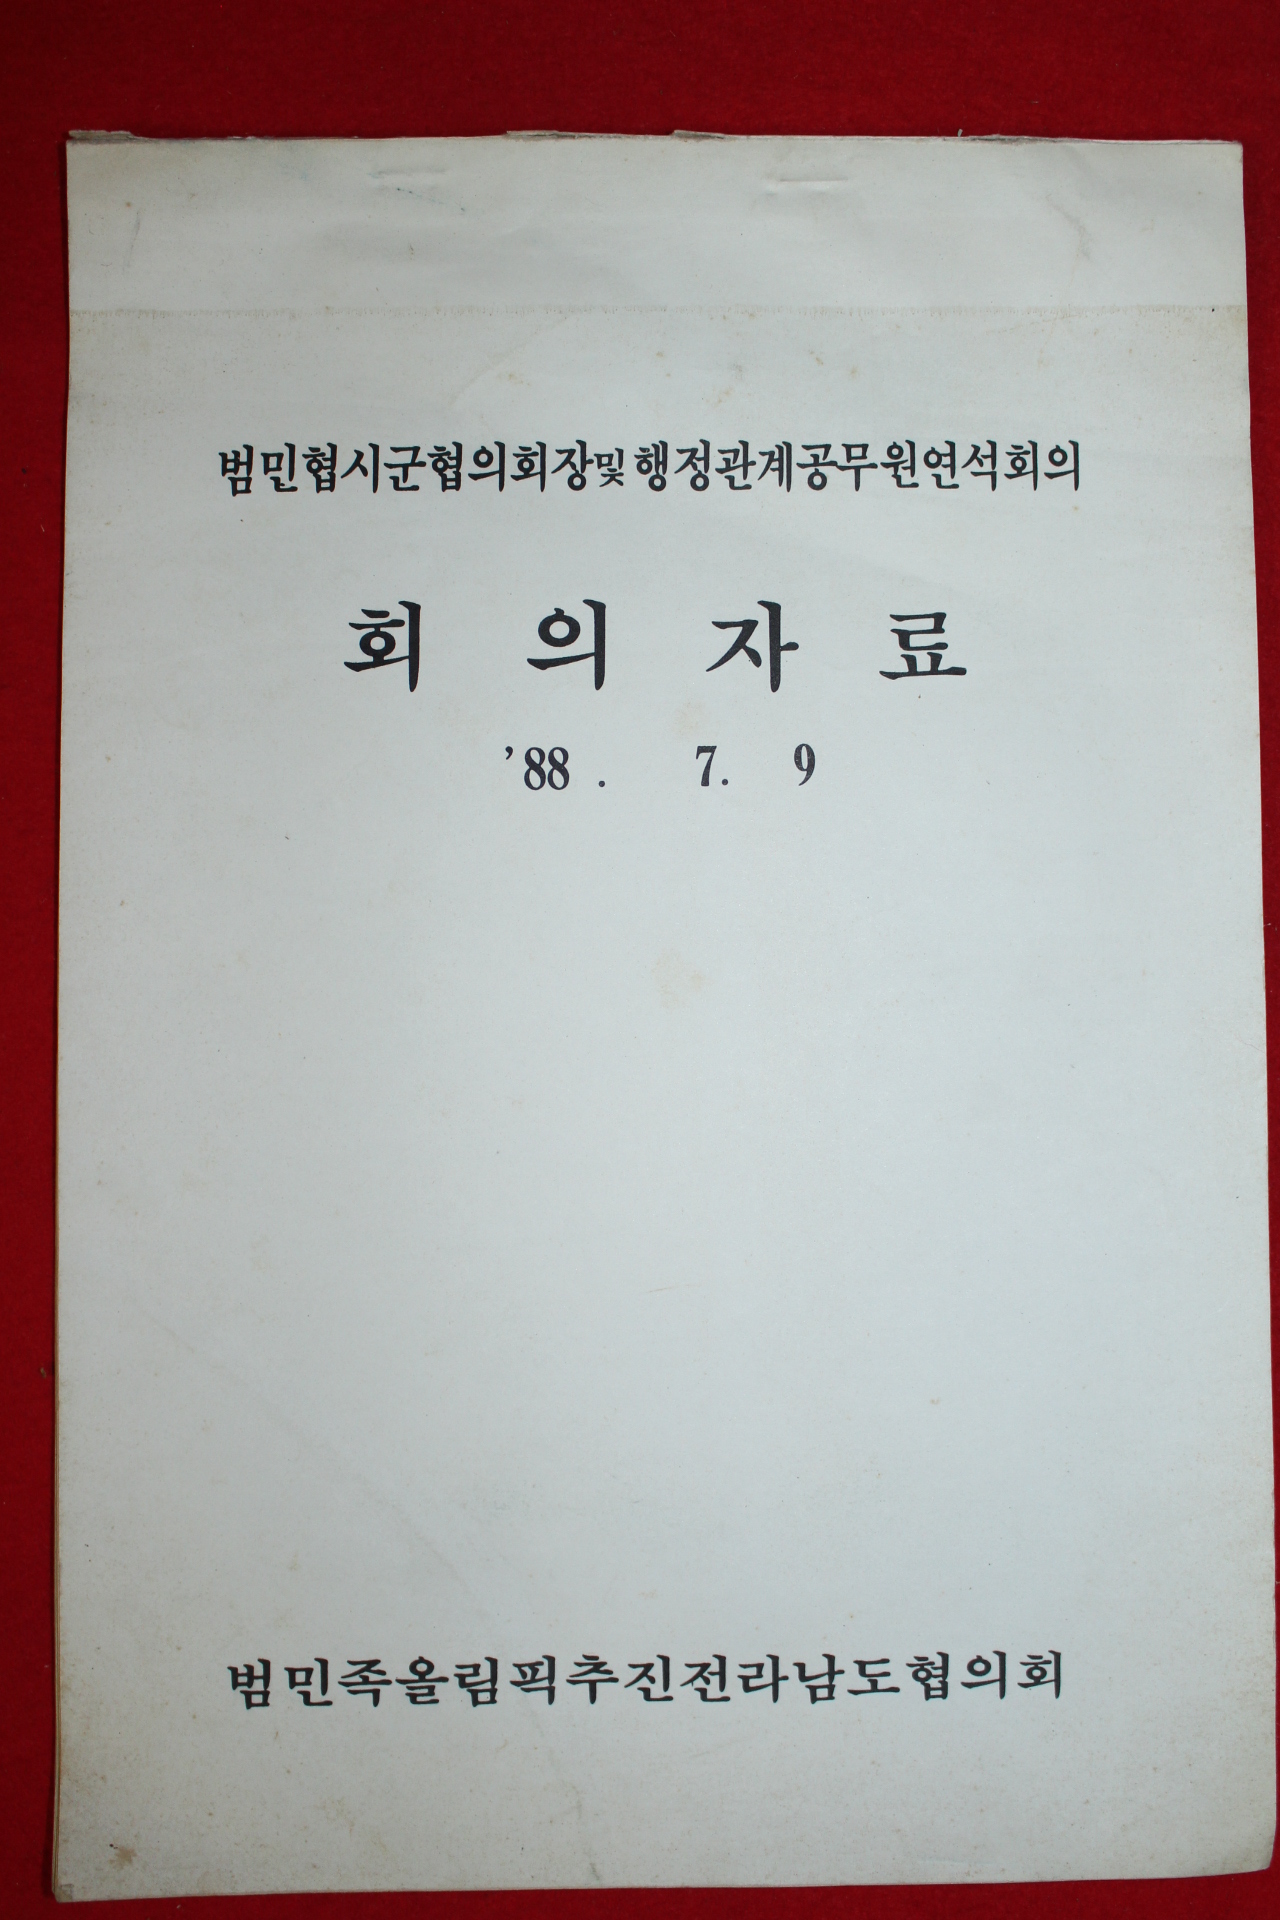 범민협시군협의회장및행정관계공무원연석회의
회 의 자 료
'88. 7. 9
범민족올림픽추진전라남도협의회